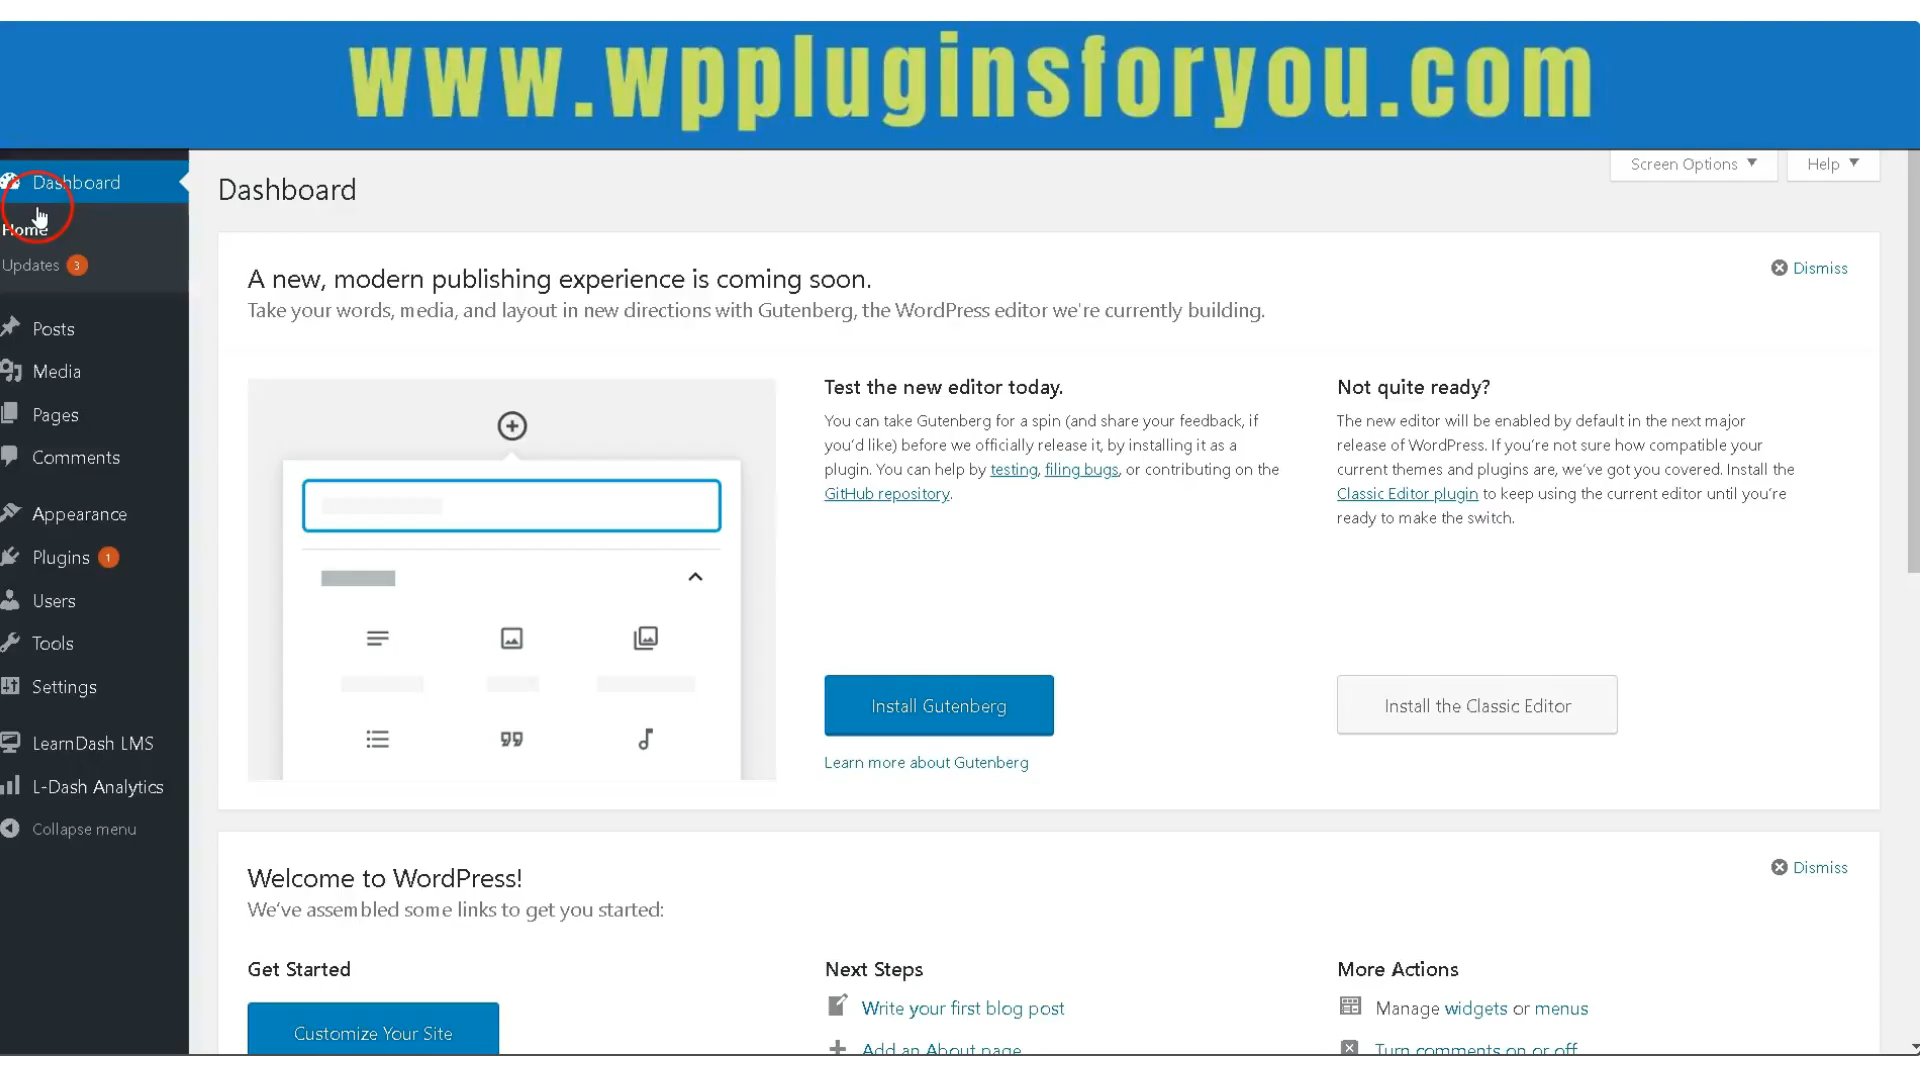 www.wppluginsforyou.com
Dashboard
Home
Updates 3
Posts
Media
Pages
Comments
Appearance
Plugins 1
Users
Tools
Settings
LearnDash LMS
L-Dash Analytics
Collapse menu
Screen Options
Help
Dashboard
A new, modern publishing experience is coming soon.
Take your words, media, and layout in new directions with Gutenberg, the WordPress editor we're currently building.
Dismiss
Test the new editor today.
You can take Gutenberg for a spin (and share your feedback, if
you'd like) before we officially release it, by installing it as a
plugin. You can help by testing, filing bugs, or contributing on the
GitHub repository.
Install Gutenberg
Learn more about Gutenberg
Not quite ready?
The new editor will be enabled by default in the next major
release of WordPress. If you're not sure how compatible your
current themes and plugins are, we've got you covered. Install the
Classic Editor plugin to keep using the current editor until you're
ready to make the switch.
Install the Classic Editor
Welcome to WordPress!
We've assembled some links to get you started:
Dismiss
Get Started
Customize Your Site
Next Steps
Write your first blog post
Add an About page
More Actions
Manage widgets or menus
Turn comments on or off